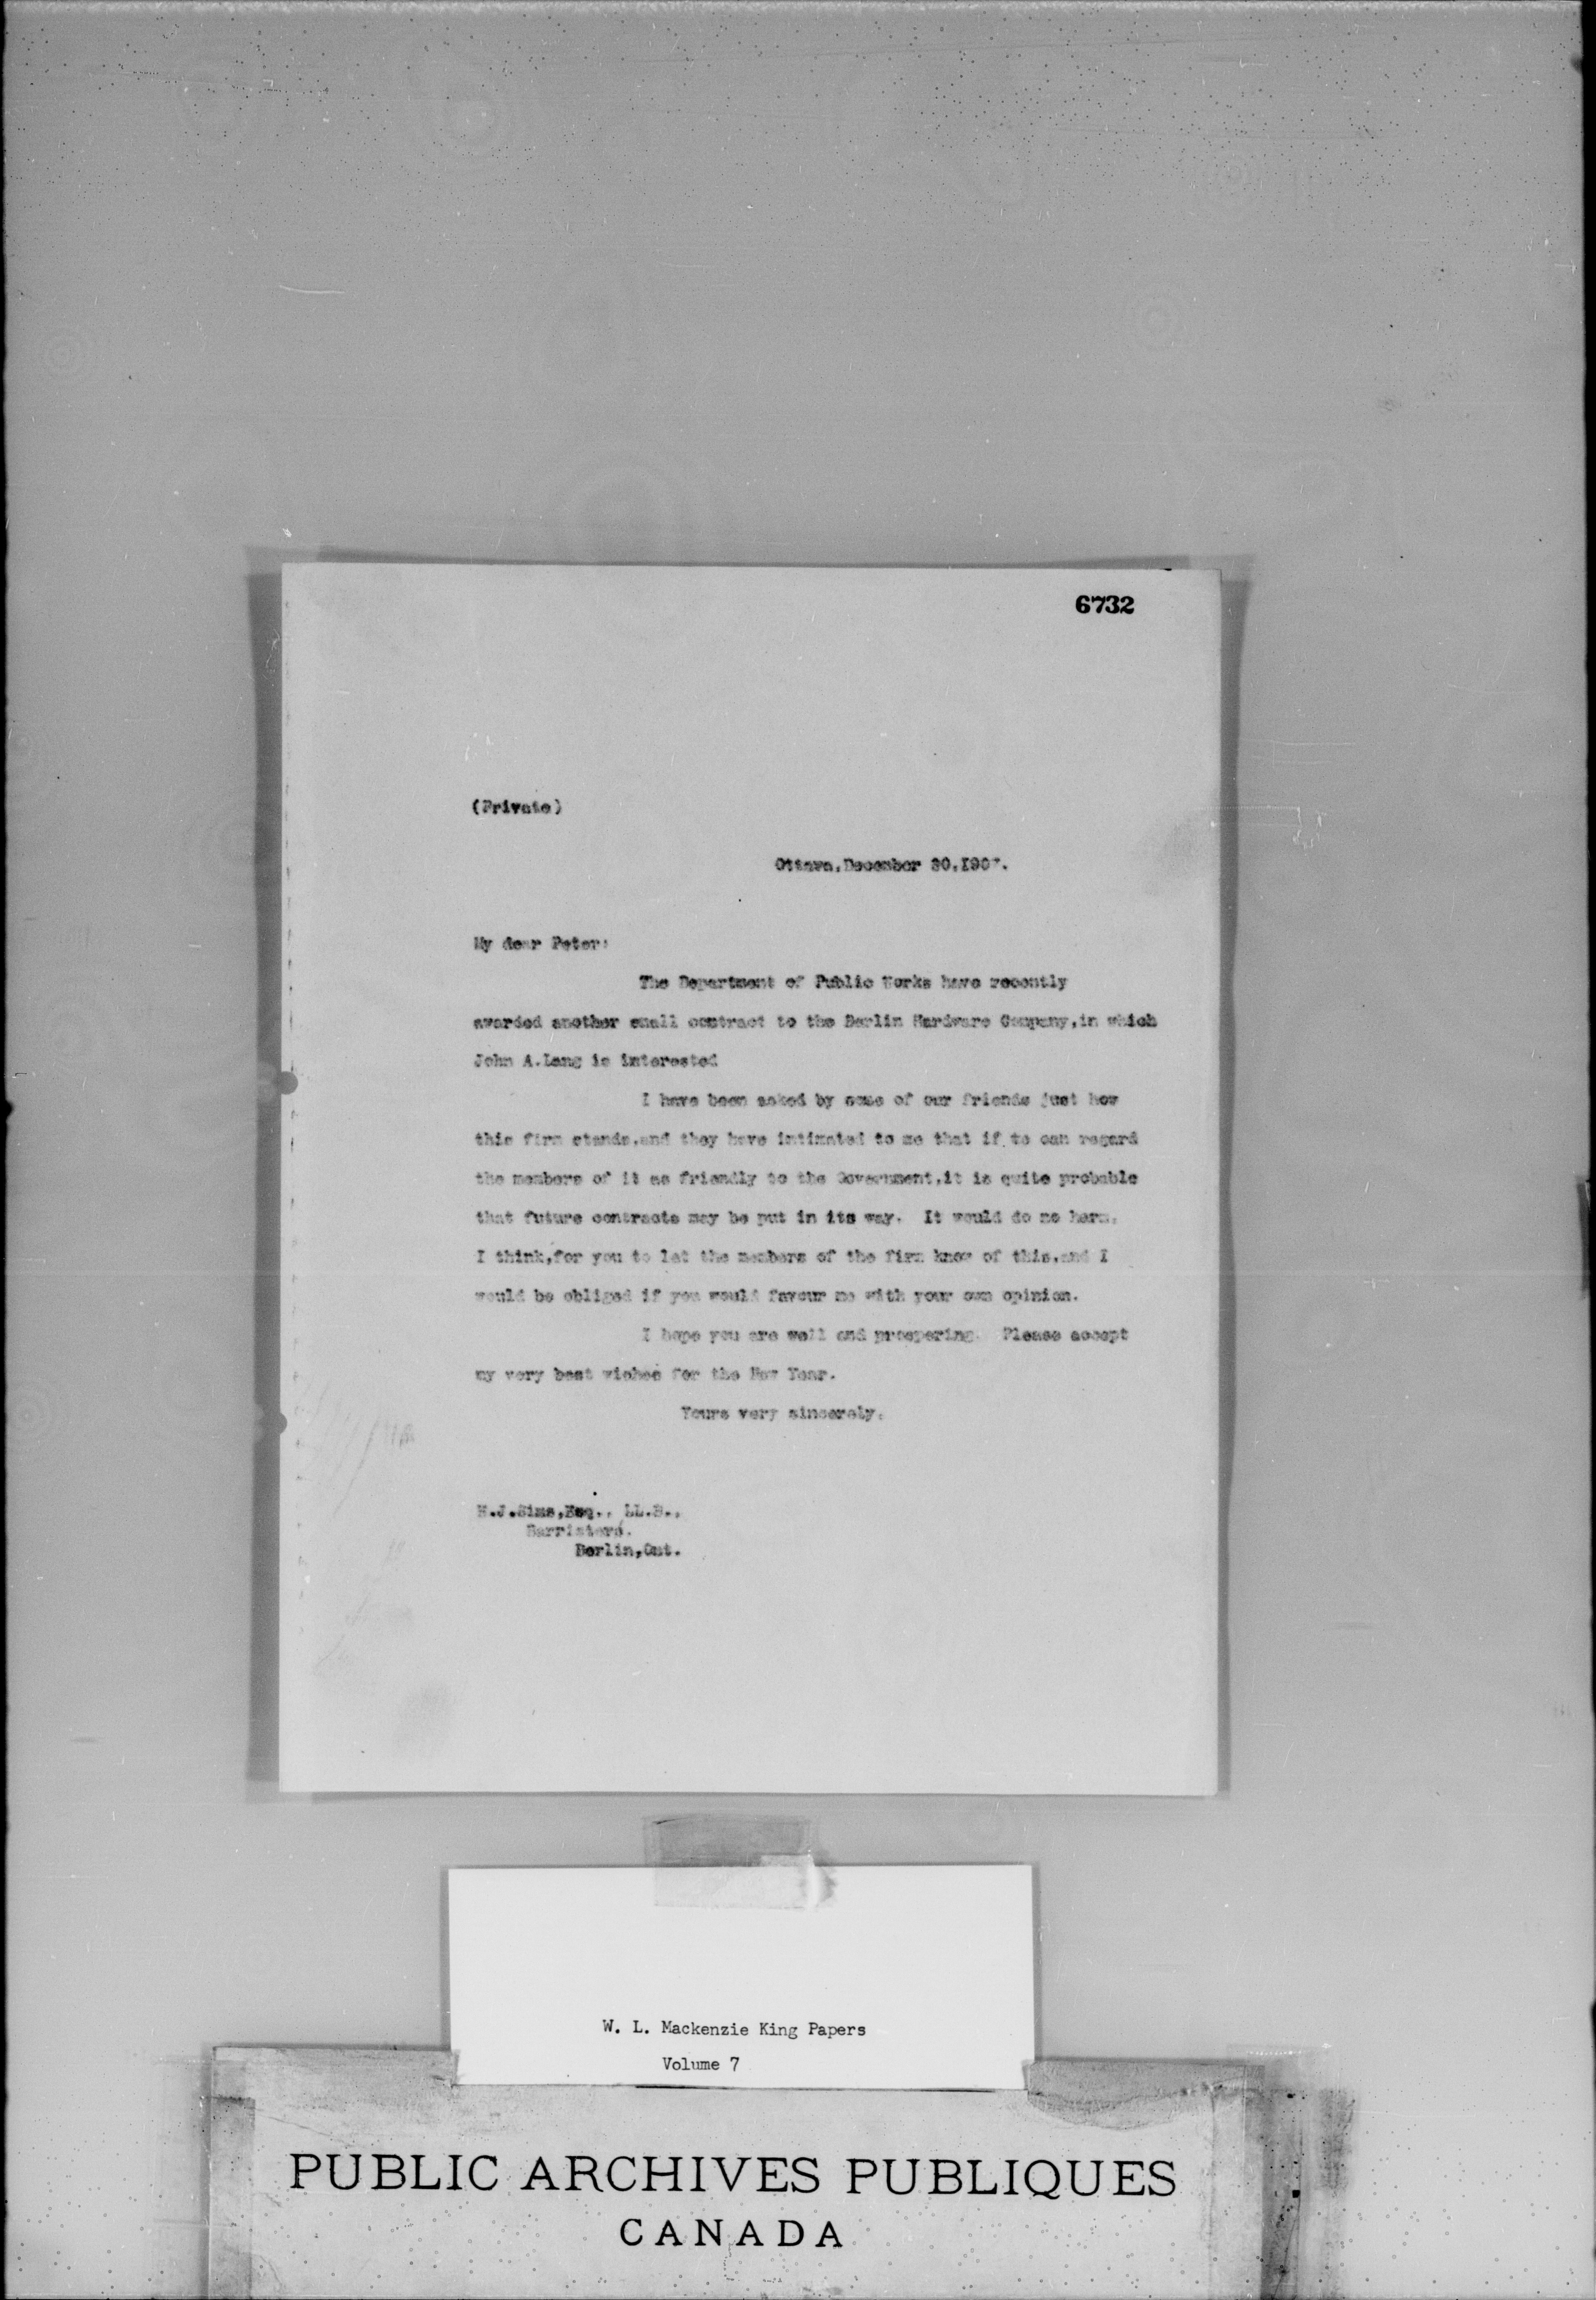 6732
(Private)
Ottawa,December 30,1907.
My dear Peter:
The Department of Public Works have recently
awarded another small contract to the Berlin Hardware Company,in which
John A.Lang is interested
I have been asked by some of our friends just how
this firm stands,and they have intimated to me that if to can regard
the members of it as friendly to the Government,it is quite probable
that future contracts may be put in its way. It would do no harm,
I think,for you to let the members of the firm know of this,and I
would be obliged if you would favour me with your own opinion.
I hope you are well and prospering. Please accept
my very best wishes for the New Year.
Yours very sincerely,
H.J.Sims,Esq., LL.B.,
Barristers.
Berlin,Ont.
W. L. Mackenzie King Papers
Volume 7
PUBLIC ARCHIVES PUBLIQUES
CANADA